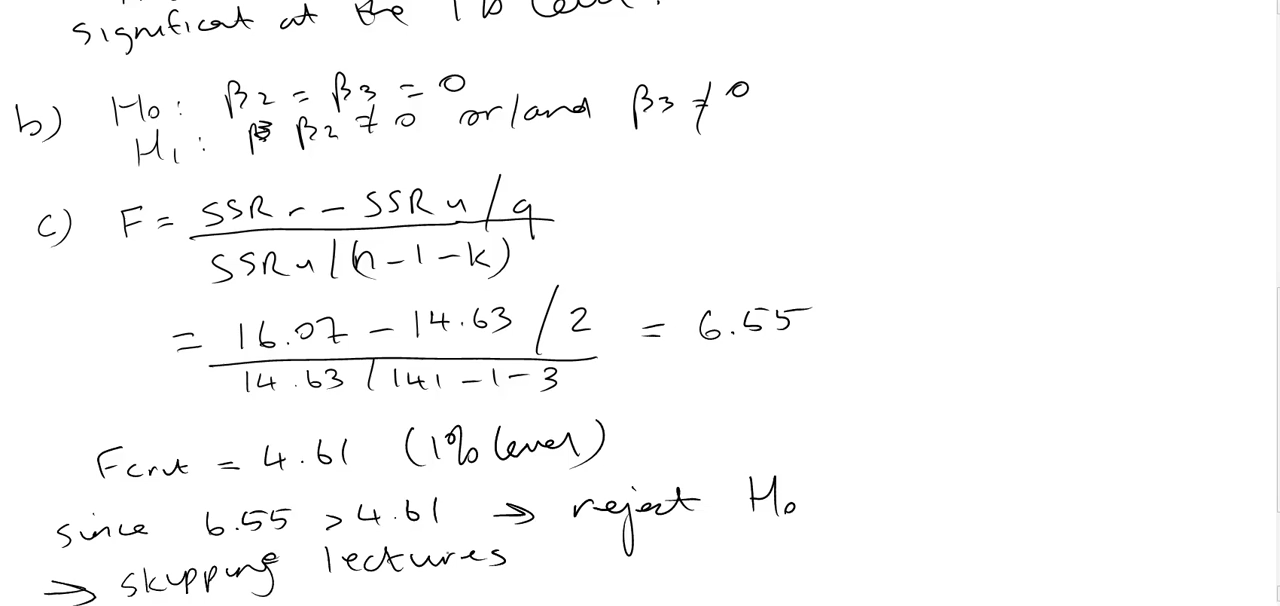 significat at the 1% level.
b) H0: β2 = β3 = 0
H1: β2 ≠ 0 or/and β3 ≠ 0
c) F = SSRr - SSRu/q
SSRu/(n-1-k)
= 16.07 - 14.63/2 = 6.55
14.63/141-1-3
Fcrit = 4.61 (1% level)
since 6.55 > 4.61 ⇒ reject H0
⇒ skipping lectures